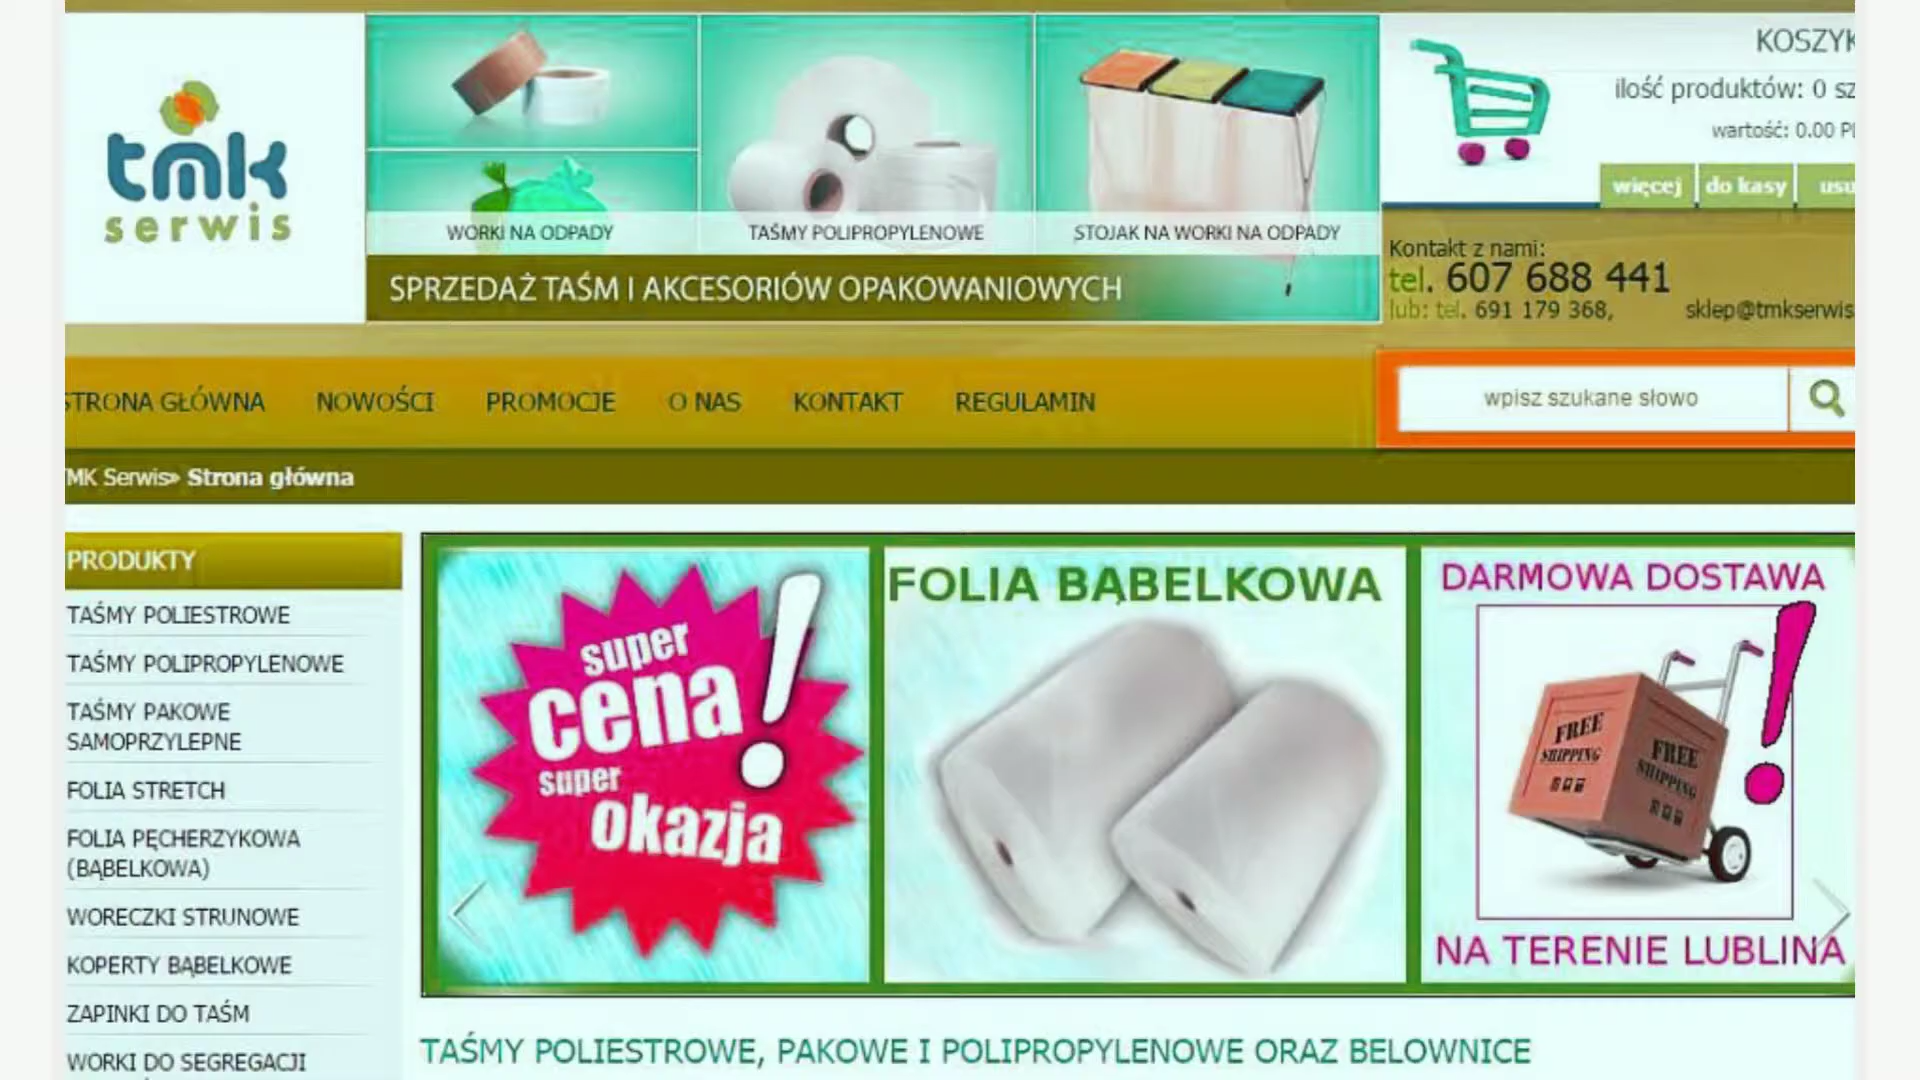 tmk
serwis
WORKI NA ODPADY
TAŚMY POLIPROPYLENOWE
STOJAK NA WORKI NA ODPADY
SPRZEDAŻ TAŚM I AKCESORIÓW OPAKOWANIOWYCH
KOSZYK
ilość produktów: 0 sz
wartość: 0.00 P
więcej
do kasy
usu
Kontakt z nami:
tel. 607 688 441
lub: tel. 691 179 368,
sklep@tmkserwis
STRONA GŁÓWNA
NOWOŚCI
PROMOCJE
O NAS
KONTAKT
REGULAMIN
wpisz szukane słowo
TMK Serwis» Strona główna
PRODUKTY
TAŚMY POLIESTROWE
TAŚMY POLIPROPYLENOWE
TAŚMY PAKOWE
SAMOPRZYLEPNE
FOLIA STRETCH
FOLIA PĘCHERZYKOWA
(BĄBELKOWA)
WORECZKI STRUNOWE
KOPERTY BĄBELKOWE
ZAPINKI DO TAŚM
WORKI DO SEGREGACJI
super
cena!
super
okazja
FOLIA BĄBELKOWA
DARMOWA DOSTAWA
FREE
SHIPPING
FREE
SHIPPING
NA TERENIE LUBLINA
TAŚMY POLIESTROWE, PAKOWE I POLIPROPYLENOWE ORAZ BELOWNICE